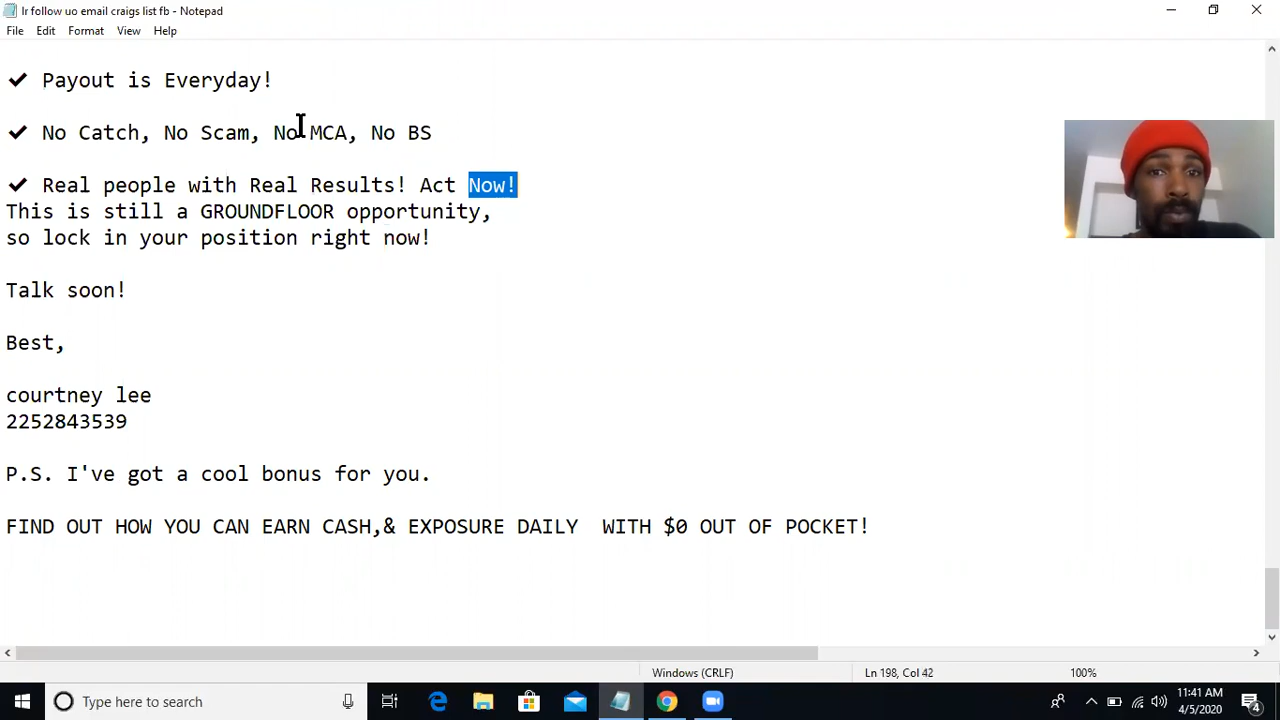 lr follow uo email craigs list fb - Notepad
File Edit Format View Help
✔ Payout is Everyday!
✔ No Catch, No Scam, No MCA, No BS
✔ Real people with Real Results! Act Now!
This is still a GROUNDFLOOR opportunity,
so lock in your position right now!
Talk soon!
Best,
courtney lee
2252843539
P.S. I've got a cool bonus for you.
FIND OUT HOW YOU CAN EARN CASH,& EXPOSURE DAILY  WITH $0 OUT OF POCKET!
Windows (CRLF) Ln 198, Col 42 100%
Type here to search
11:41 AM
4/5/2020
4